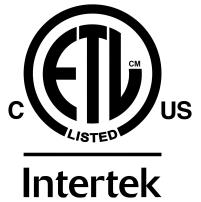 ETL CM
C US
LISTED
Intertek